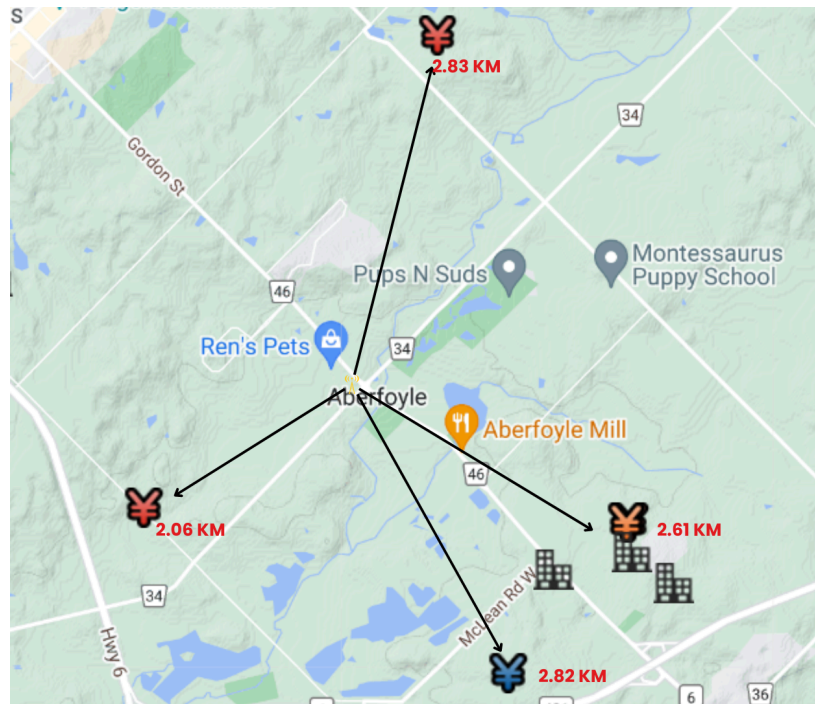 S
¥
2.83 KM
34
Gordon St
Montessaurus
Puppy School
Pups N Suds
46
Ren's Pets
34
Aberfoyle
Aberfoyle Mill
46
¥
2.06 KM
¥
2.61 KM
34
McLean Rd W
Hwy 6
¥
2.82 KM
6
36